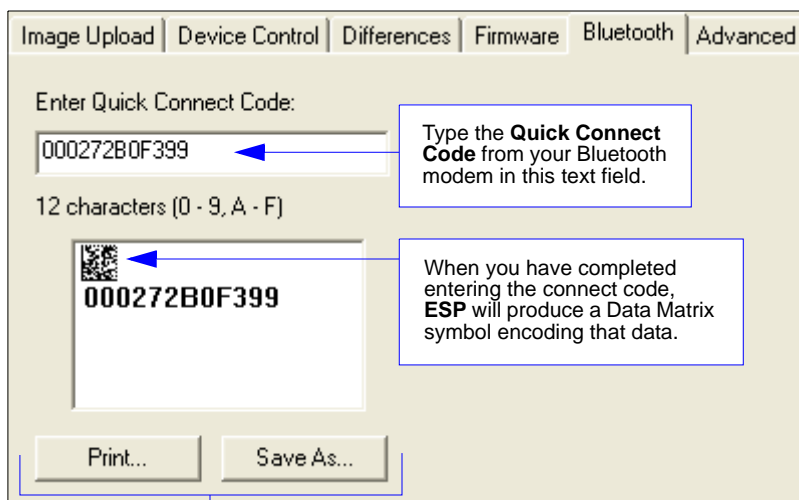 Image Upload Device Control Differences Firmware Bluetooth Advanced
Enter Quick Connect Code:
000272B0F399
Type the Quick Connect
Code from your Bluetooth
modem in this text field.
12 characters (0 - 9, A - F)
000272B0F399
When you have completed
entering the connect code,
ESP will produce a Data Matrix
symbol encoding that data.
Print... Save As...